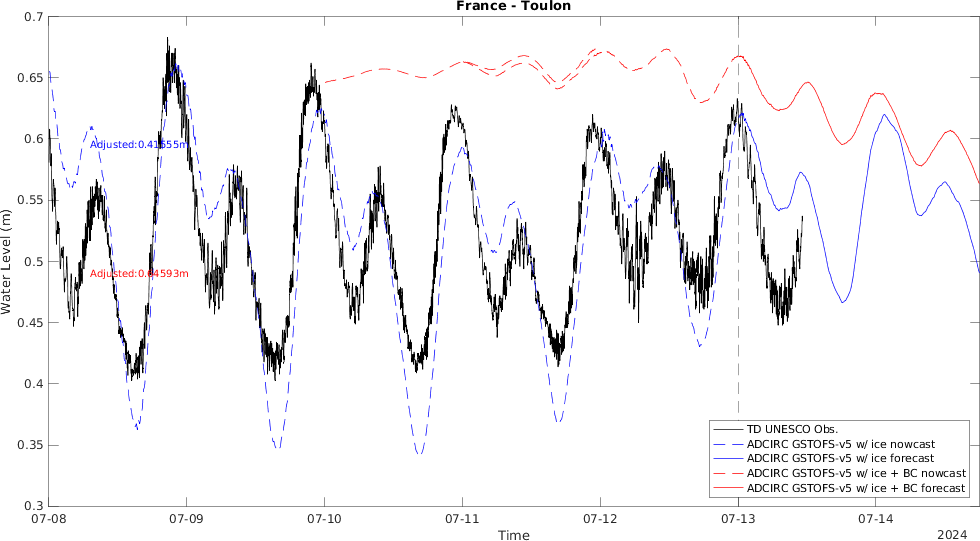 France - Toulon
0.7
0.65
0.6
0.55
0.5
0.45
0.4
0.35
0.3
Water Level (m)
Adjusted:0.41555m
Adjusted:0.64593m
TD UNESCO Obs.
ADCIRC GSTOFS-v5 w/ ice nowcast
ADCIRC GSTOFS-v5 w/ ice forecast
ADCIRC GSTOFS-v5 w/ ice + BC nowcast
ADCIRC GSTOFS-v5 w/ ice + BC forecast
07-08 07-09 07-10 07-11 07-12 07-13 07-14
Time
2024